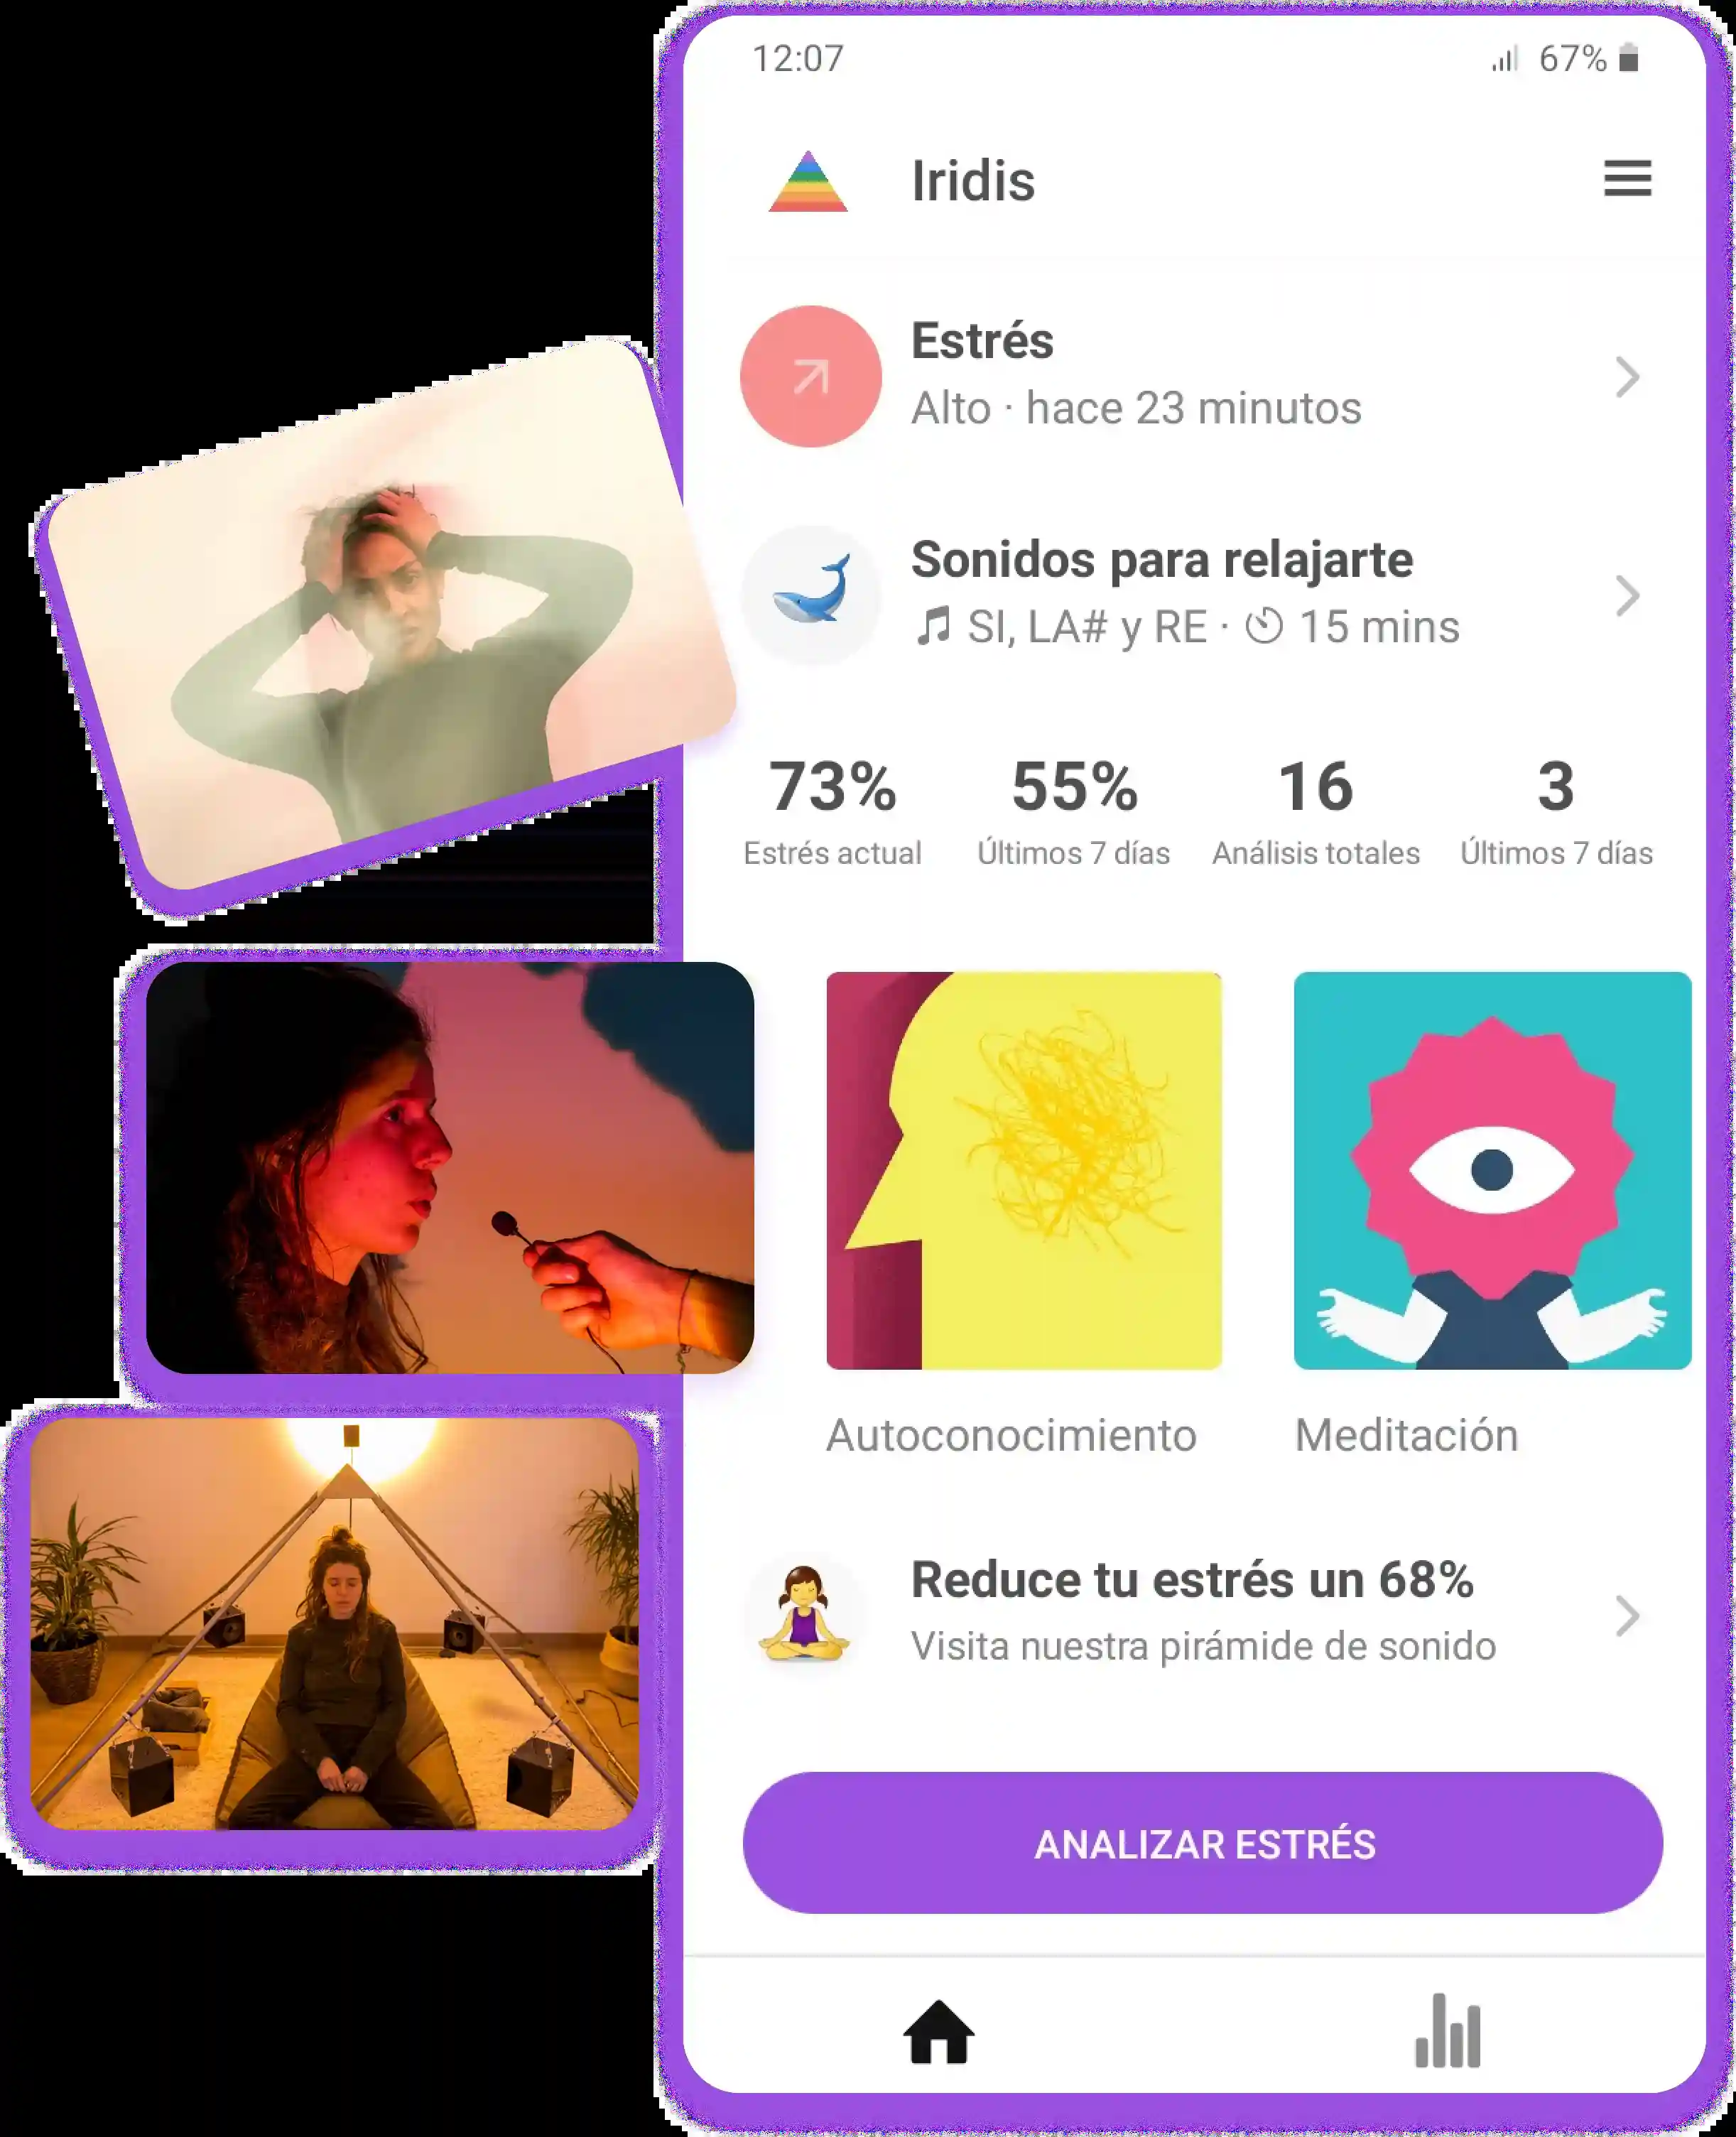 12:07
67%
Iridis
Estrés
Alto · hace 23 minutos
Sonidos para relajarte
SI, LA# y RE · 15 mins
73% 55% 16 3
Estrés actual Últimos 7 días Análisis totales Últimos 7 días
Autoconocimiento Meditación
Reduce tu estrés un 68%
Visita nuestra pirámide de sonido
ANALIZAR ESTRÉS